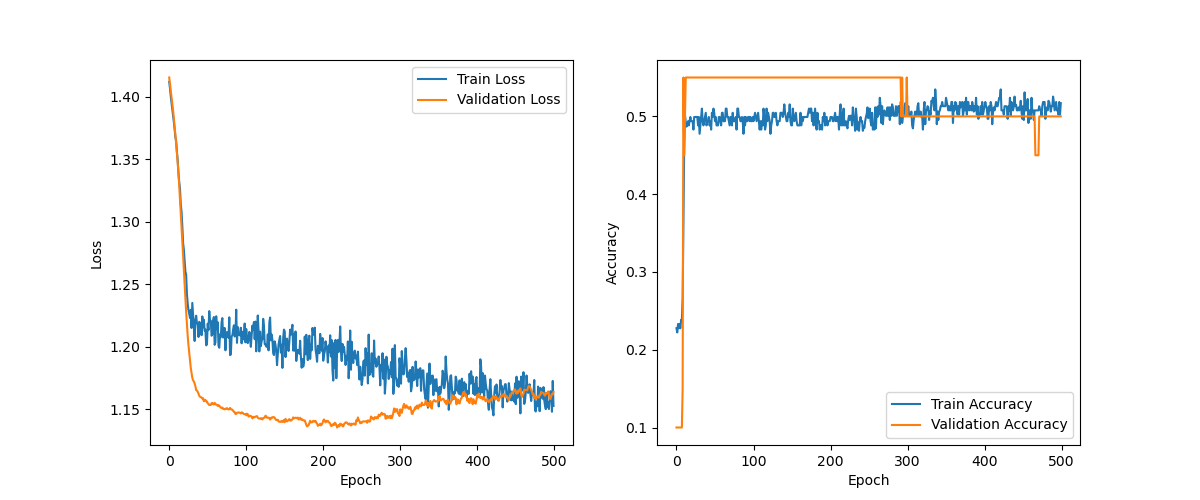 1.40
1.35
1.30
1.25
1.20
1.15
Loss
0
100
200
300
400
500
Epoch
Train Loss
Validation Loss
0.5
0.4
0.3
0.2
0.1
Accuracy
0
100
200
300
400
500
Epoch
Train Accuracy
Validation Accuracy